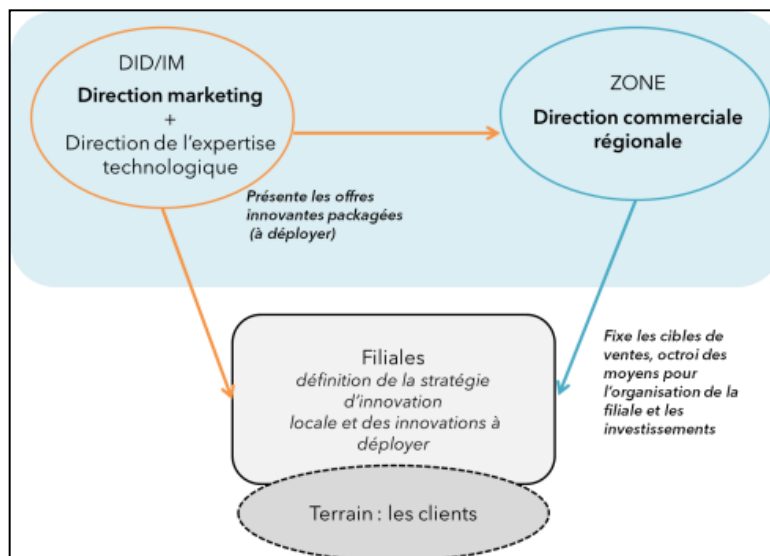 DID/IM
Direction marketing
+
Direction de l'expertise
technologique
ZONE
Direction commerciale
régionale
Présente les offres
innovantes packagées
(à déployer)
Filiales
définition de la stratégie
d'innovation
locale et des innovations à
déployer
Fixe les cibles de
ventes, octroi des
moyens pour
l'organisation de la
filiale et les
investissements
Terrain : les clients